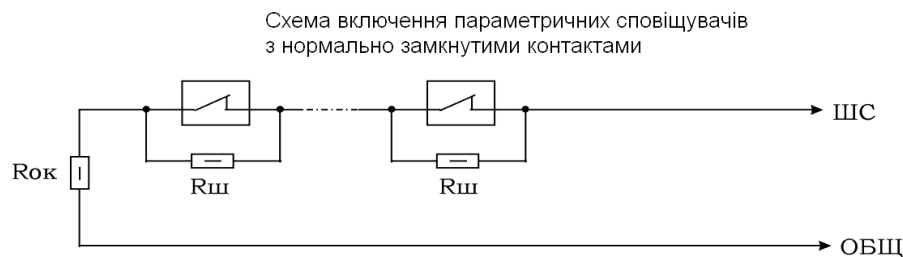 Схема включення параметричних сповіщувачів
з нормально замкнутими контактами
ШС
Rок
Rш
Rш
ОБЩ